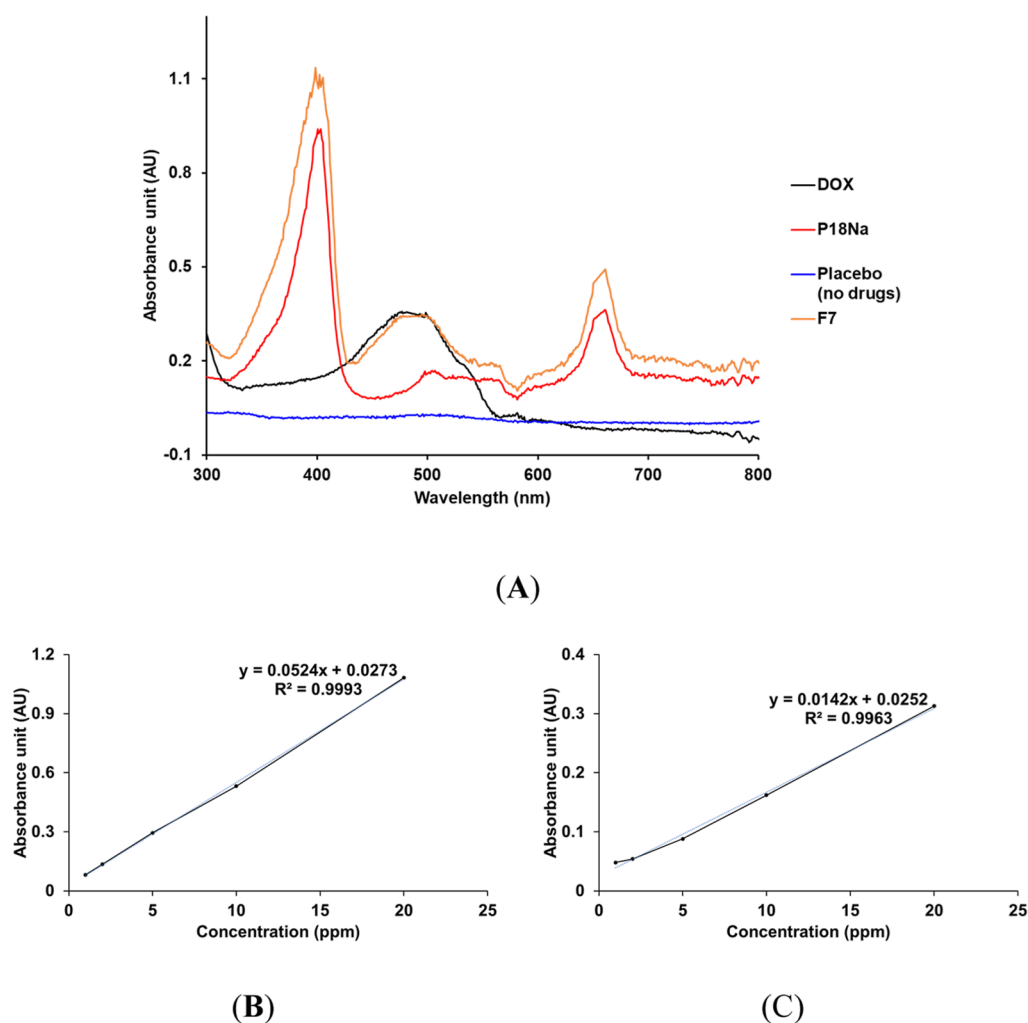 1.1
0.8
0.5
0.2
-0.1
Absorbance unit (AU)
300 400 500 600 700 800
Wavelength (nm)
DOX
P18Na
Placebo
(no drugs)
F7
(A)
1.2
0.9
0.6
0.3
0
Absorbance unit (AU)
y = 0.0524x + 0.0273
R² = 0.9993
0 5 10 15 20 25
Concentration (ppm)
(B)
0.4
0.3
0.2
0.1
0
Absorbance unit (AU)
y = 0.0142x + 0.0252
R² = 0.9963
0 5 10 15 20 25
Concentration (ppm)
(C)